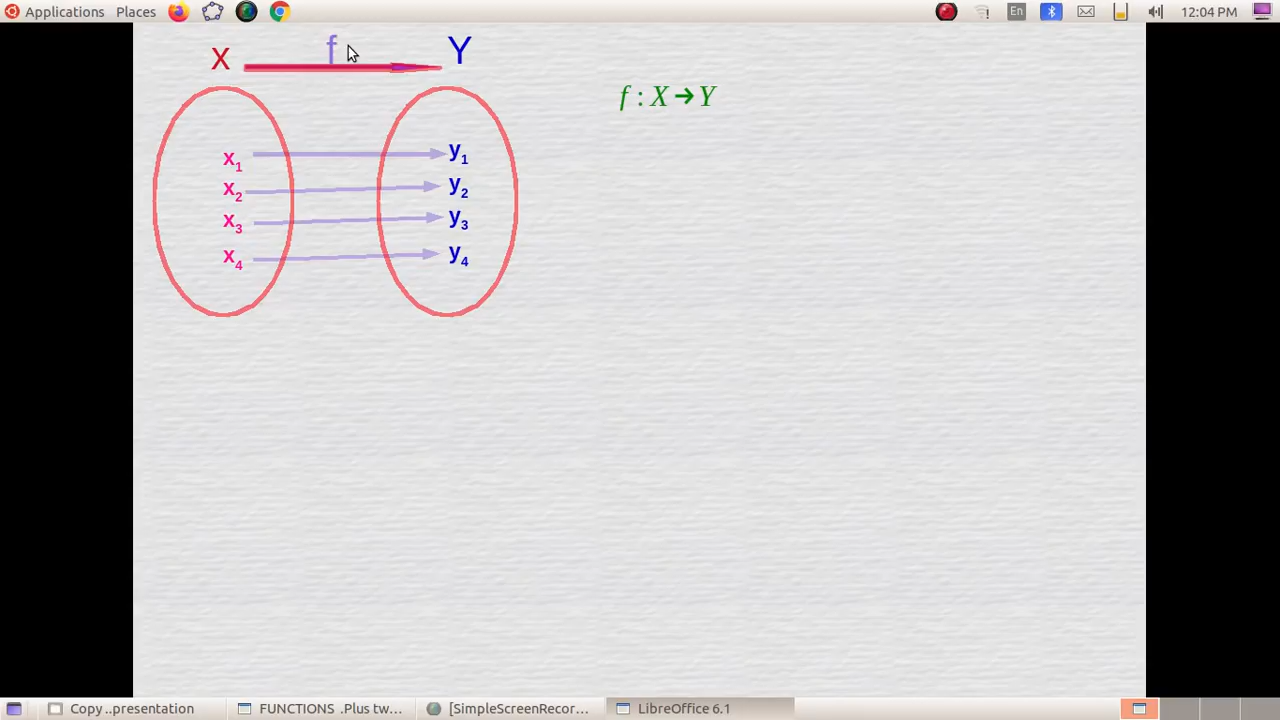 Applications Places En 12:04 PM
X f Y
f : X → Y
x₁ y₁
x₂ y₂
x₃ y₃
x₄ y₄
Copy ..presentation FUNCTIONS .Plus tw... [SimpleScreenRecor... LibreOffice 6.1